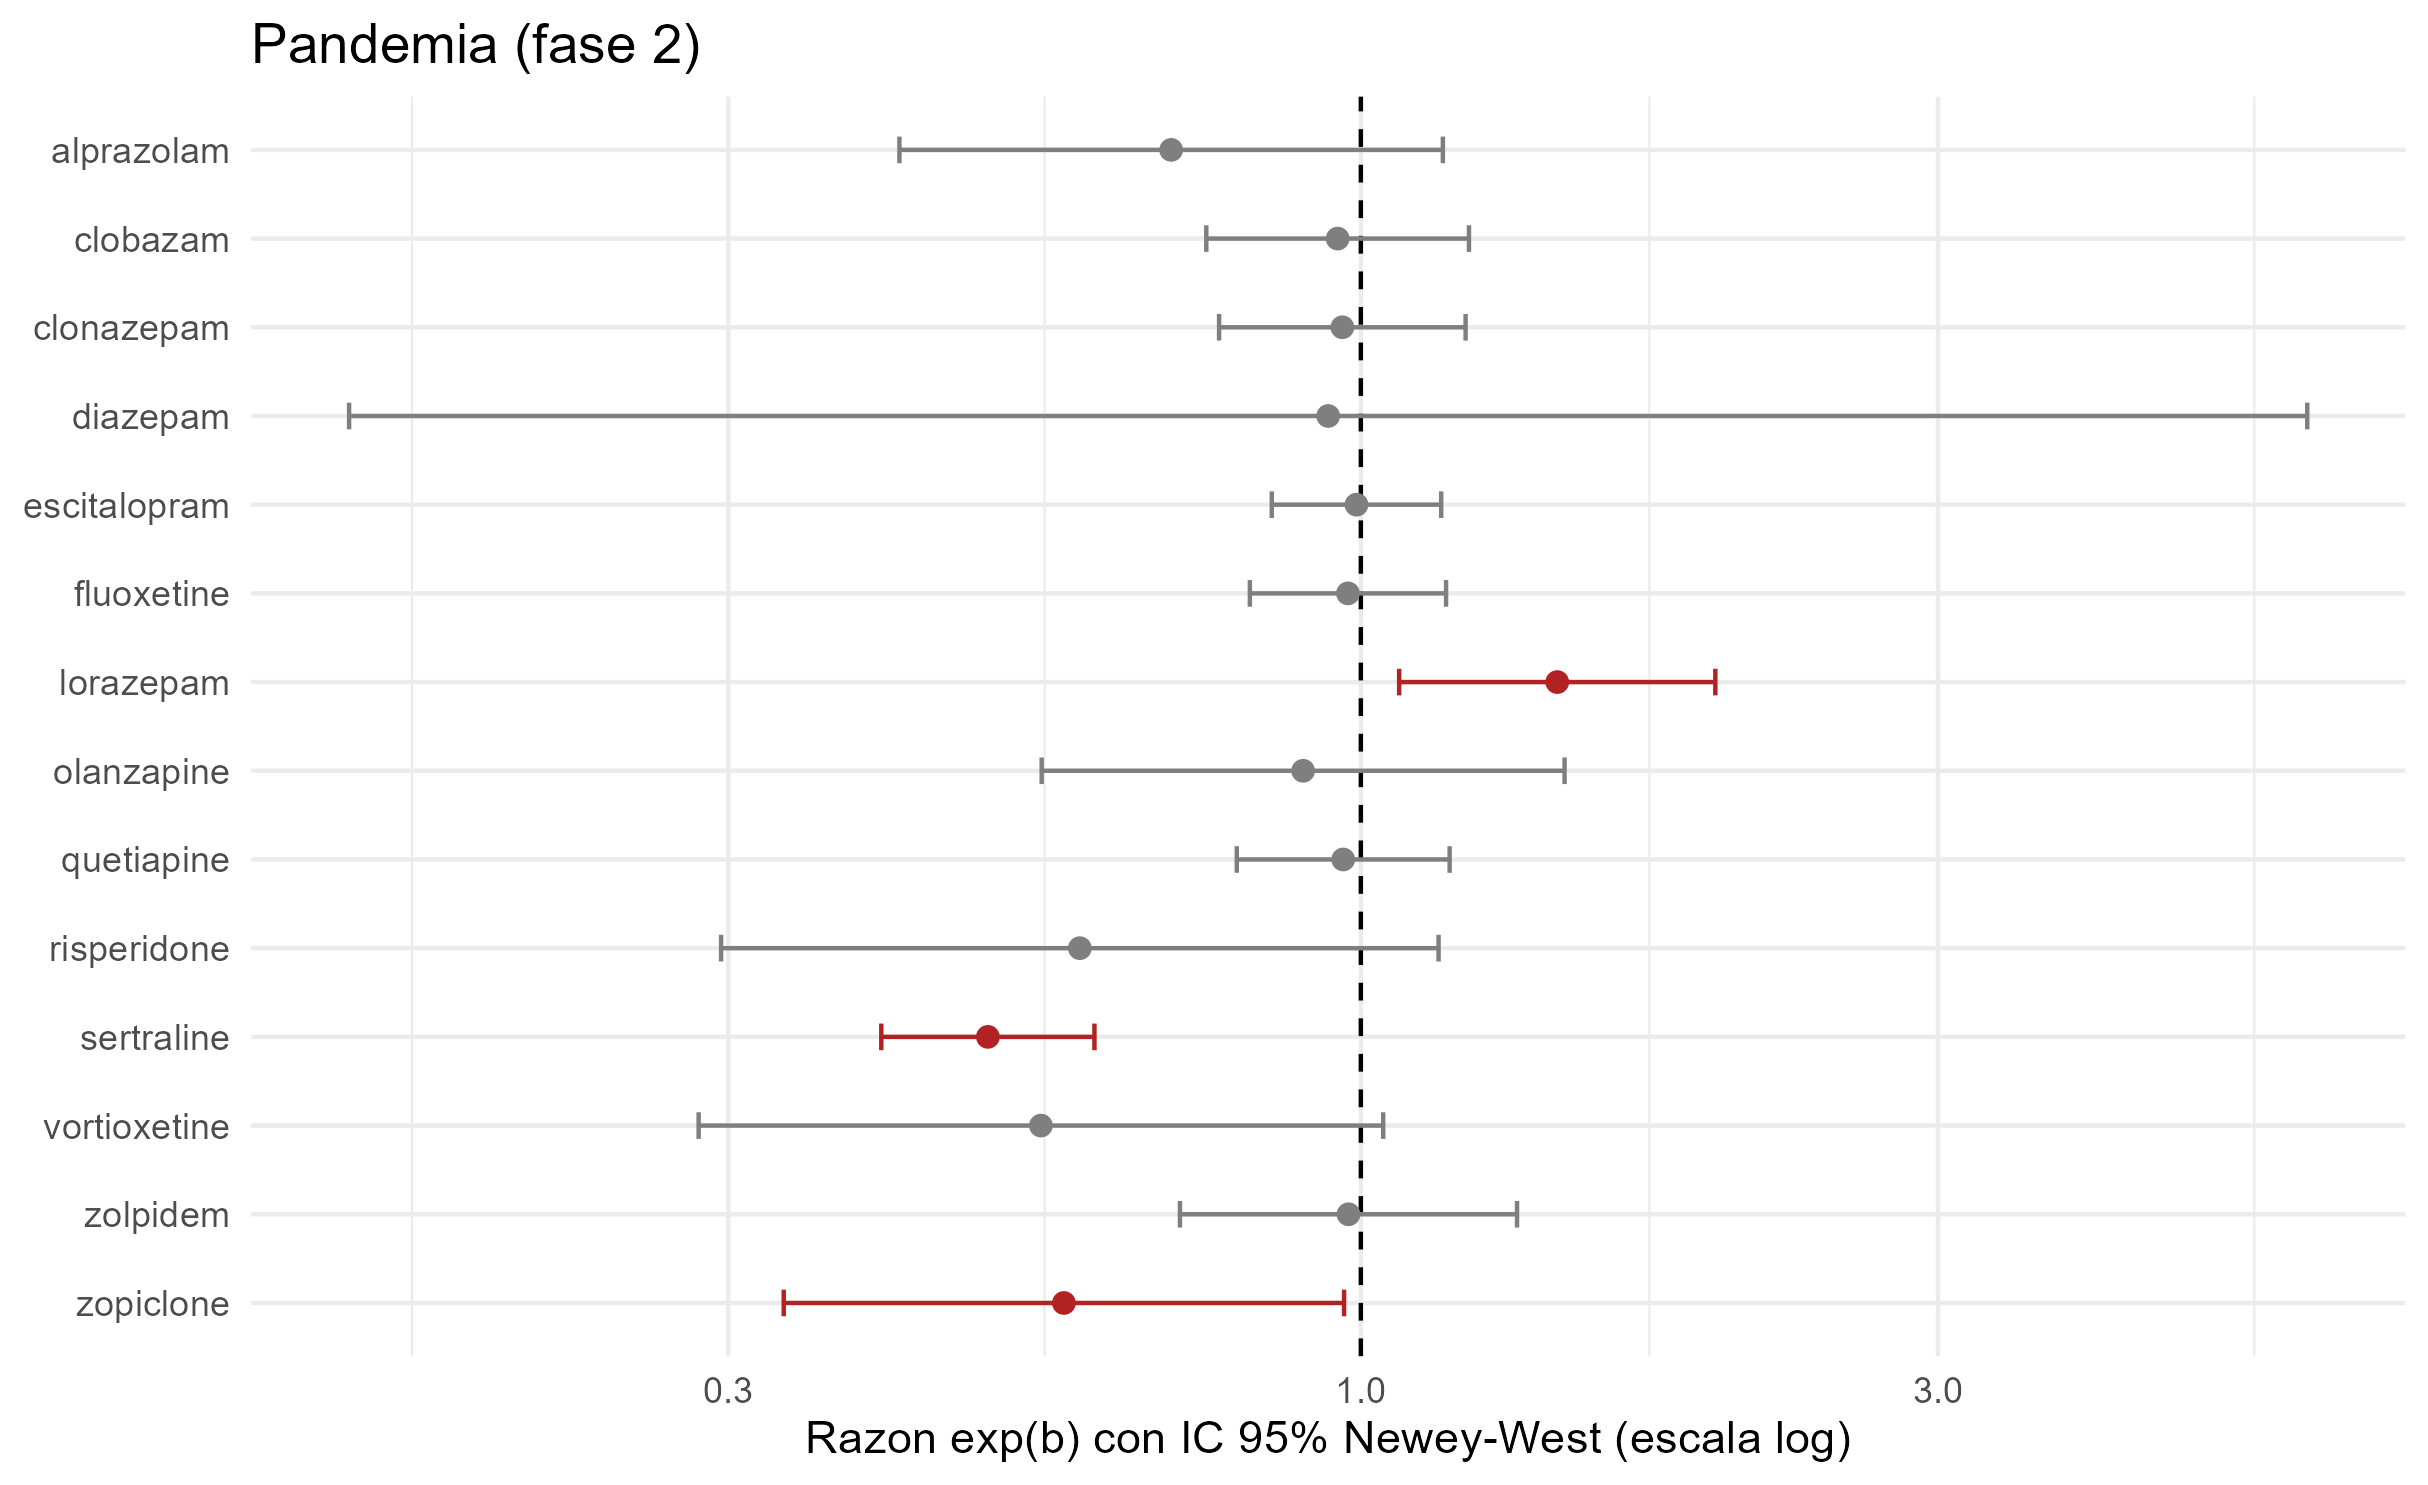 Pandemia (fase 2)
alprazolam
clobazam
clonazepam
diazepam
escitalopram
fluoxetine
lorazepam
olanzapine
quetiapine
risperidone
sertraline
vortioxetine
zolpidem
zopiclone
0.3 1.0 3.0
Razon exp(b) con IC 95% Newey-West (escala log)